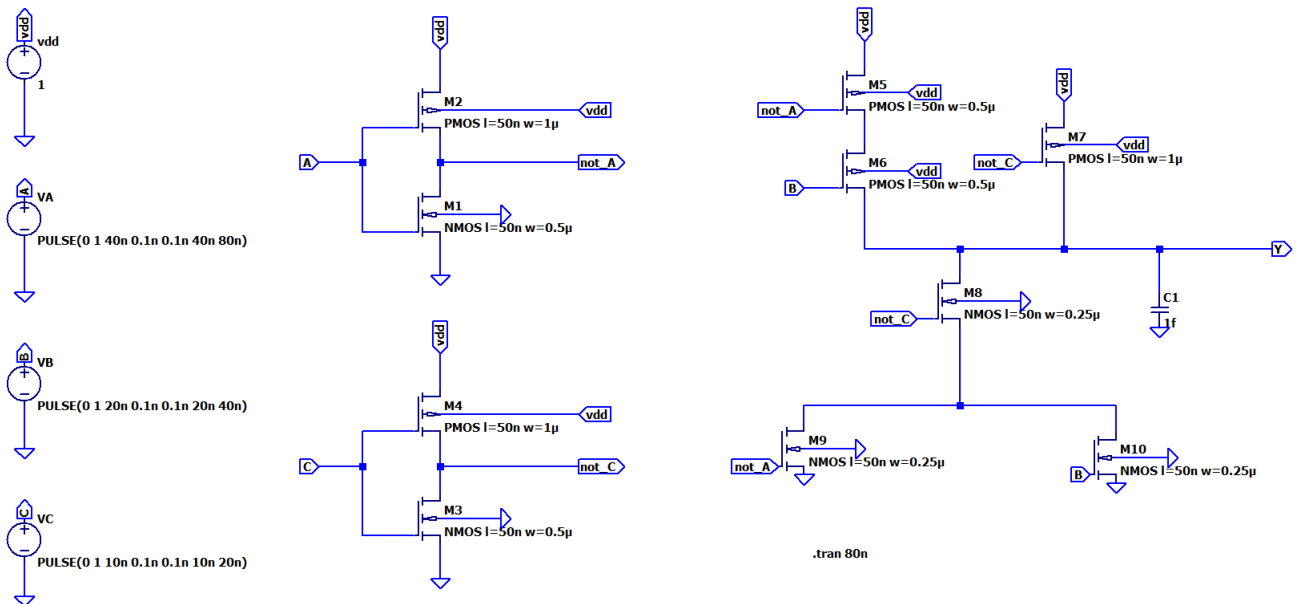 vdd
vdd
1
A
VA
PULSE(0 1 40n 0.1n 0.1n 40n 80n)
B
VB
PULSE(0 1 20n 0.1n 0.1n 20n 40n)
C
VC
PULSE(0 1 10n 0.1n 0.1n 10n 20n)
vdd
M2
vdd
PMOS l=50n w=1µ
A
not_A
M1
NMOS l=50n w=0.5µ
vdd
M4
vdd
PMOS l=50n w=1µ
C
not_C
M3
NMOS l=50n w=0.5µ
vdd
M5
vdd
not_A
PMOS l=50n w=0.5µ
M6
vdd
B
PMOS l=50n w=0.5µ
vdd
M7
vdd
not_C
PMOS l=50n w=1µ
Y
M8
not_C
NMOS l=50n w=0.25µ
C1
1f
M9
not_A
NMOS l=50n w=0.25µ
M10
B
NMOS l=50n w=0.25µ
.tran 80n